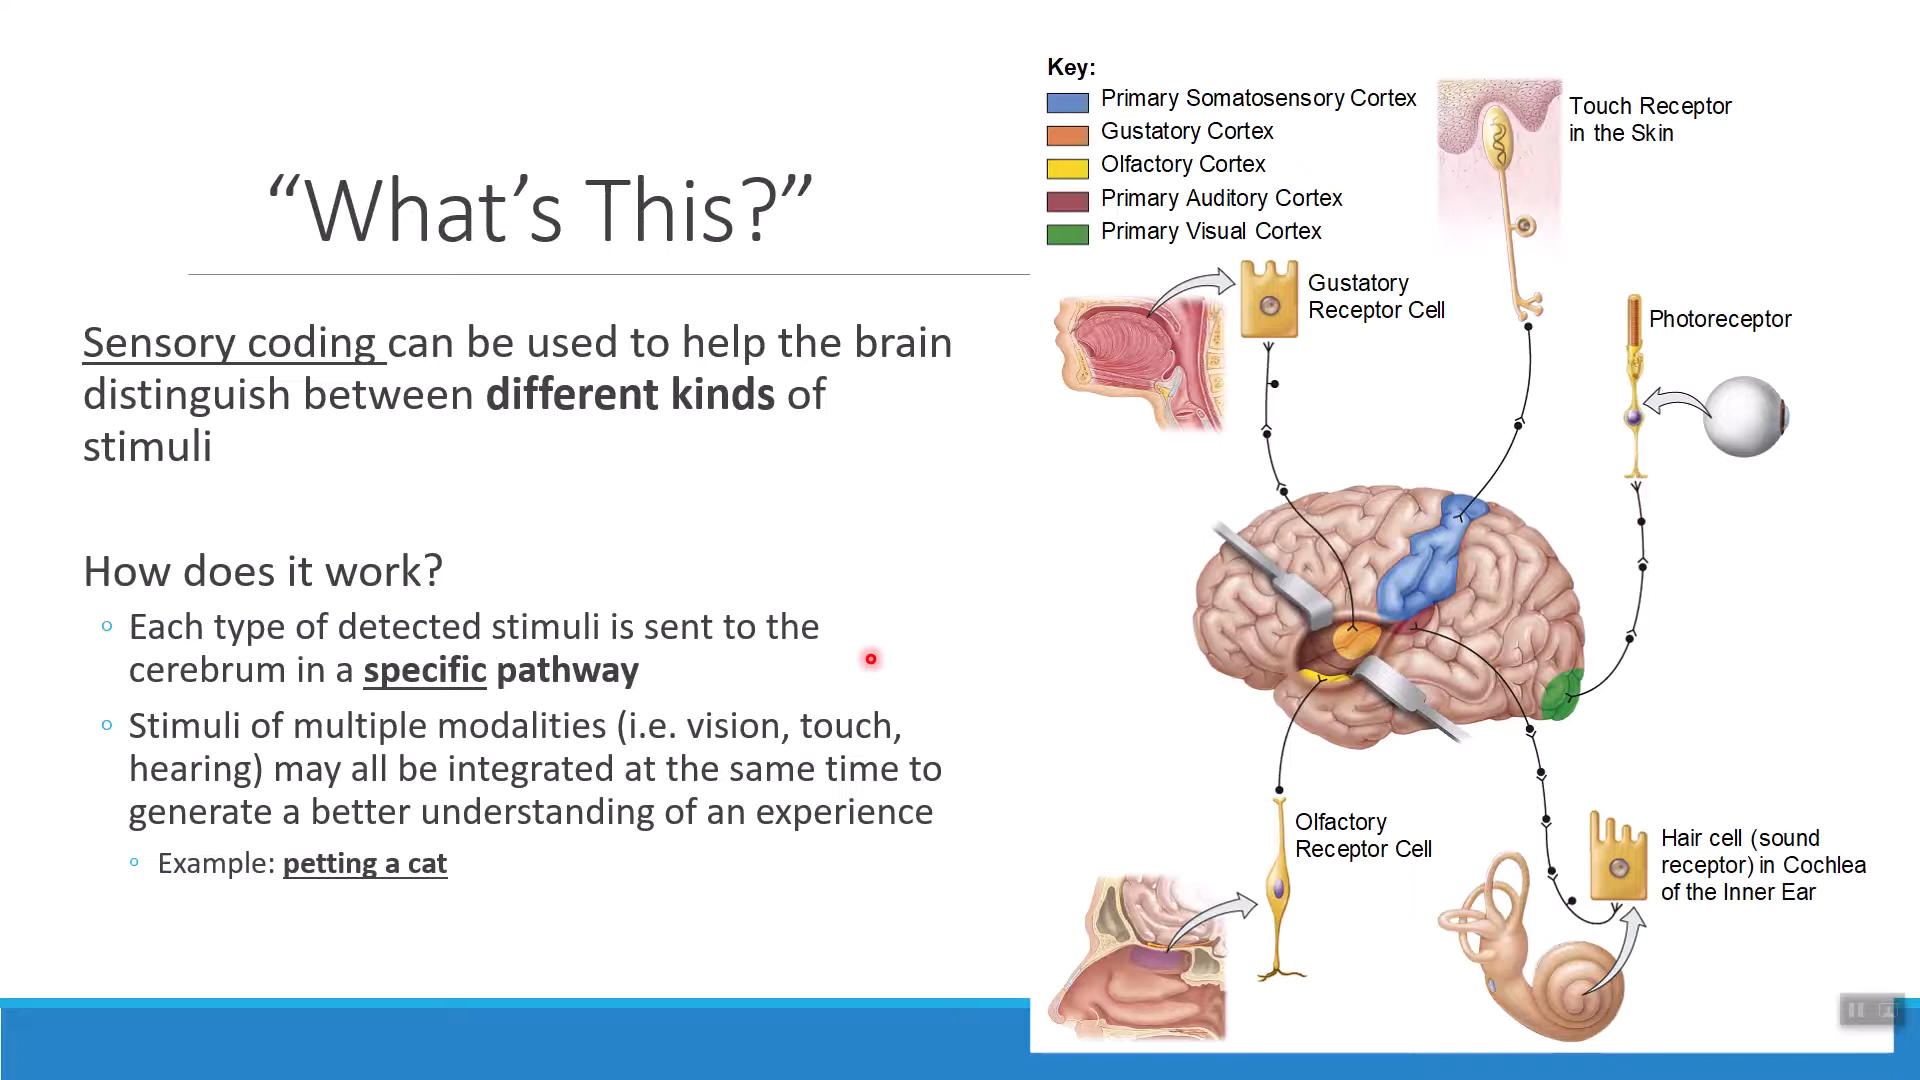 “What’s This?”
Sensory coding can be used to help the brain
distinguish between different kinds of
stimuli
How does it work?
Each type of detected stimuli is sent to the
cerebrum in a specific pathway
Stimuli of multiple modalities (i.e. vision, touch,
hearing) may all be integrated at the same time to
generate a better understanding of an experience
Example: petting a cat
Key:
Primary Somatosensory Cortex
Gustatory Cortex
Olfactory Cortex
Primary Auditory Cortex
Primary Visual Cortex
Touch Receptor
in the Skin
Gustatory
Receptor Cell
Photoreceptor
Olfactory
Receptor Cell
Hair cell (sound
receptor) in Cochlea
of the Inner Ear